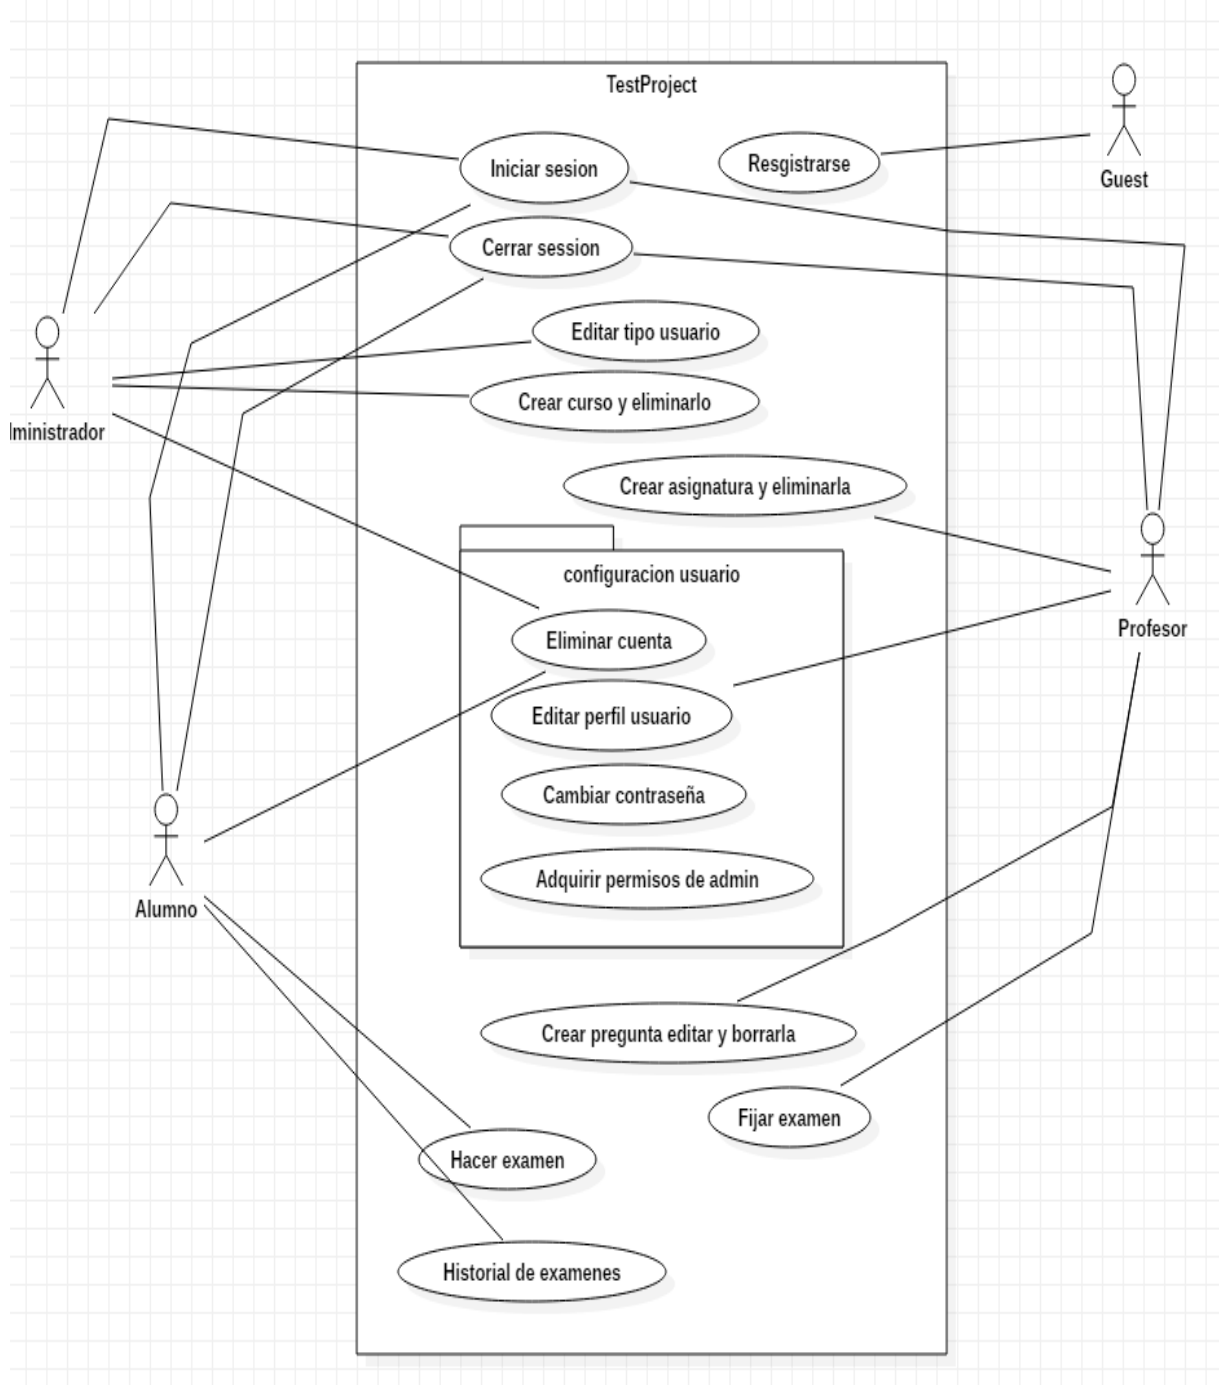 TestProject
Iniciar sesion
Resgistrarse
Guest
Cerrar session
Editar tipo usuario
Crear curso y eliminarlo
lministrador
Crear asignatura y eliminarla
configuracion usuario
Eliminar cuenta
Profesor
Editar perfil usuario
Cambiar contraseña
Adquirir permisos de admin
Alumno
Crear pregunta editar y borrarla
Fijar examen
Hacer examen
Historial de examenes